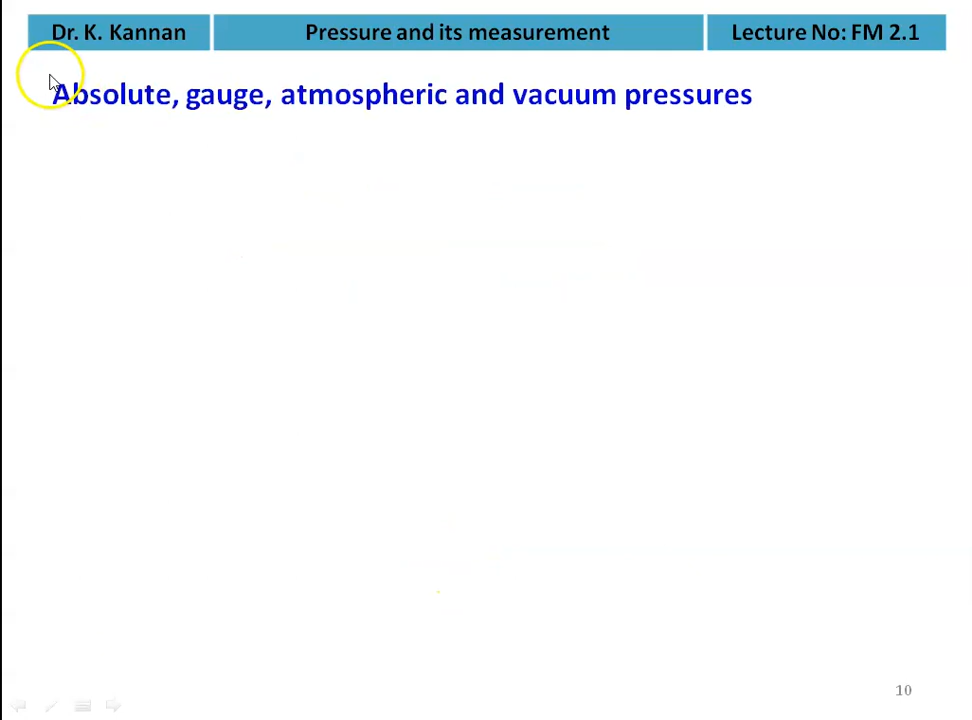 Dr. K. Kannan
Pressure and its measurement
Lecture No: FM 2.1
Absolute, gauge, atmospheric and vacuum pressures
10